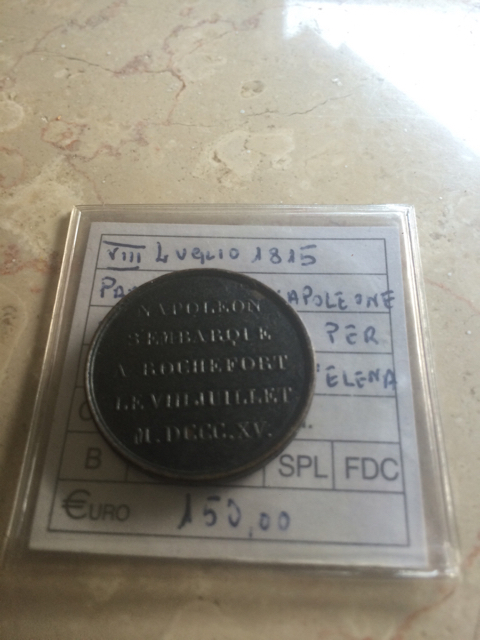 VIII LUGLIO 1815
NAPOLEONE
PER
ELENA
NAPOLEON
S'EMBARQUE
A ROCHEFORT
LE VIII JUILLET
M. DCCC. XV.
B SPL FDC
€URO 150,00